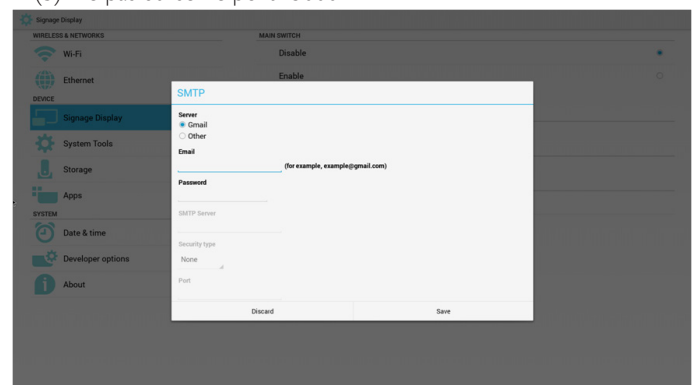 Signage Display
WIRELESS & NETWORKS
MAIN SWITCH
Wi-Fi
Disable
Ethernet
Enable
DEVICE
Signage Display
System Tools
Storage
Apps
SYSTEM
Date & time
Developer options
About
SMTP
Server
Gmail
Other
Email
(for example, example@gmail.com)
Password
SMTP Server
Security type
None
Port
Discard
Save